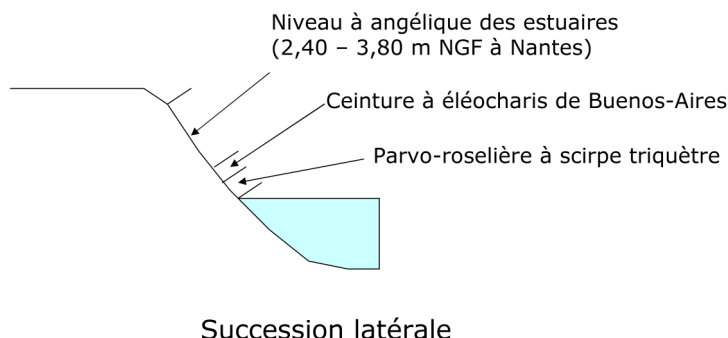 Niveau à angélique des estuaires
(2,40 – 3,80 m NGF à Nantes)
Ceinture à éléocharis de Buenos-Aires
Parvo-roselière à scirpe triquètre
Succession latérale